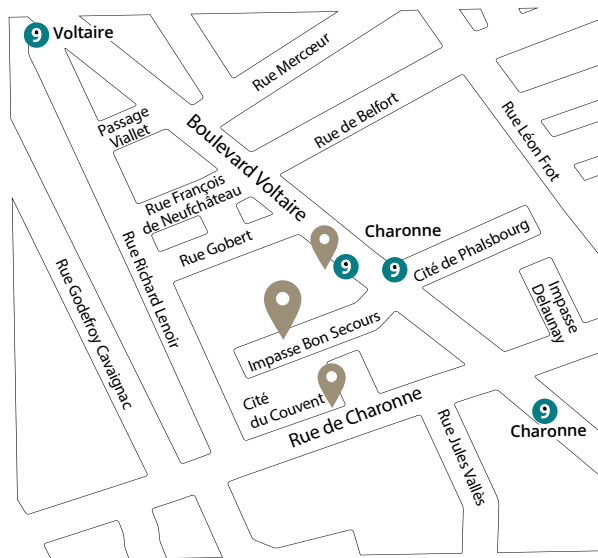 9 Voltaire
Rue Mercœur
Passage
Viallet
Boulevard Voltaire
Rue de Belfort
Rue Léon Frot
Rue François
de Neufchâteau
Rue Gobert
Charonne
9
9
Cité de Phalsbourg
Rue Godefroy Cavaignac
Rue Richard Lenoir
Impasse
Delaunay
Impasse Bon Secours
Cité
du Couvent
Rue de Charonne
Rue Jules Vallès
9
Charonne